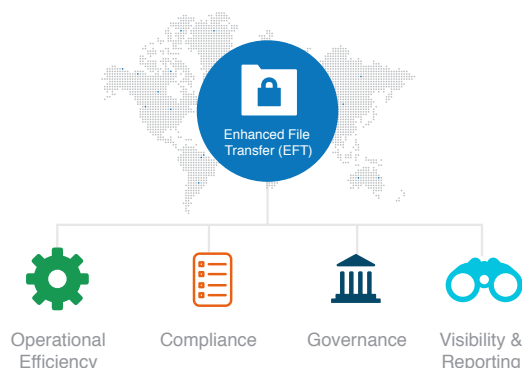 Enhanced File
Transfer (EFT)
Operational
Efficiency
Compliance
Governance
Visibility &
Reporting